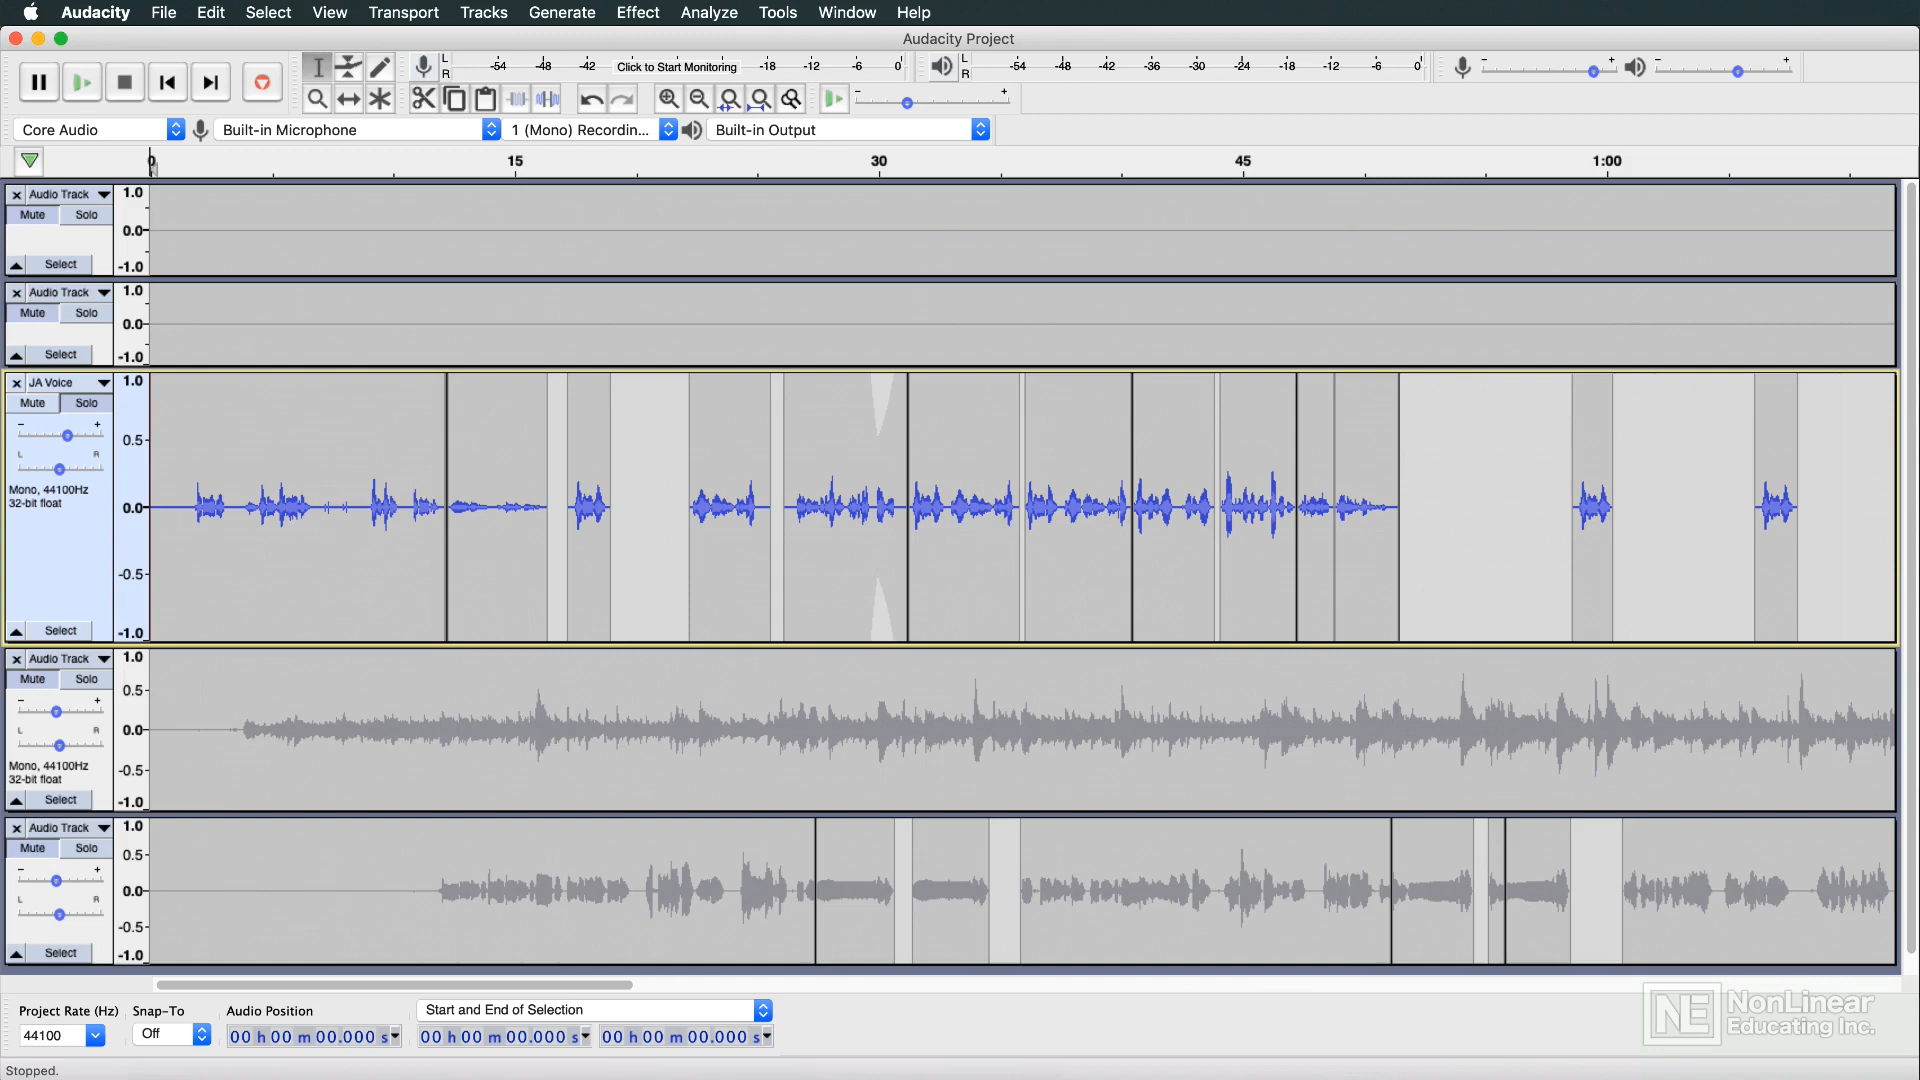 Audacity File Edit Select View Transport Tracks Generate Effect Analyze Tools Window Help
Audacity Project
L R -54 -48 -42 Click to Start Monitoring -18 -12 -6 0 L R -54 -48 -42 -36 -30 -24 -18 -12 -6 0 - + - +
- +
Core Audio Built-in Microphone 1 (Mono) Recordin... Built-in Output
0 15 30 45 1:00
Audio Track 1.0
Mute Solo
0.0
Select -1.0
Audio Track 1.0
Mute Solo
0.0
Select -1.0
JA Voice 1.0
Mute Solo
- +
0.5
L R
Mono, 44100Hz
32-bit float
0.0
-0.5
Select -1.0
Audio Track 1.0
Mute Solo
- + 0.5
L R 0.0
Mono, 44100Hz
32-bit float
-0.5
Select -1.0
Audio Track 1.0
Mute Solo 0.5
- +
L R 0.0
-0.5
Select -1.0
Project Rate (Hz) Snap-To Audio Position Start and End of Selection
44100 Off 00 h 00 m 00.000 s 00 h 00 m 00.000 s 00 h 00 m 00.000 s
NE NonLinear
Educating Inc.
Stopped.